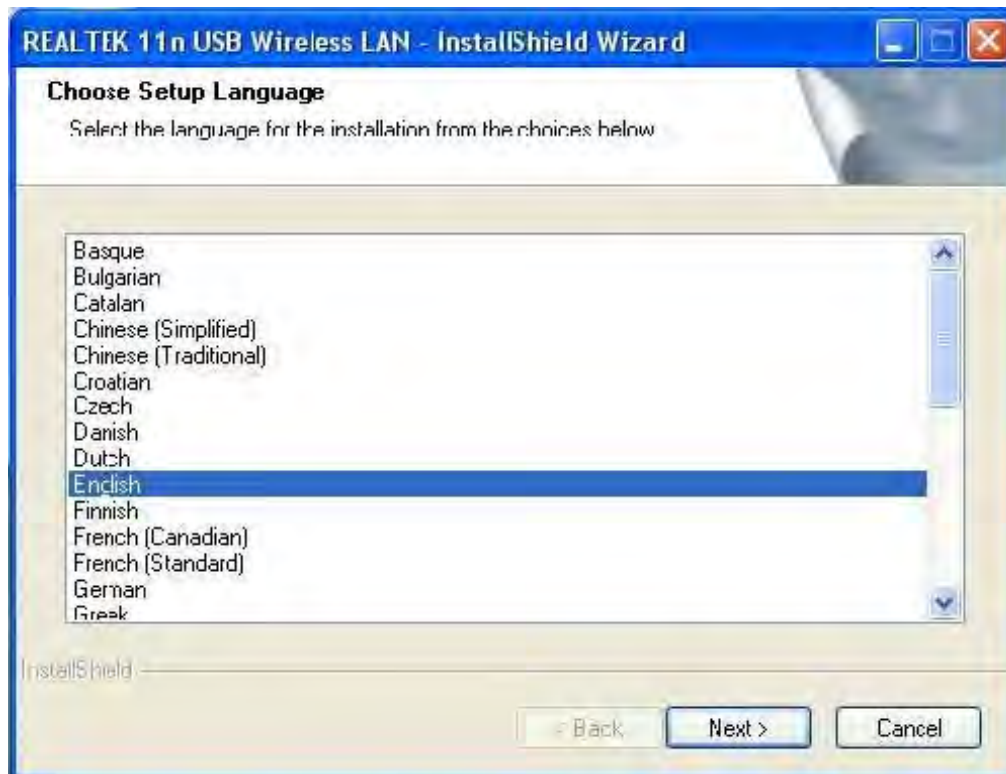 REALTEK 11n USB Wireless LAN - InstallShield Wizard
Choose Setup Language
Select the language for the installation from the choices below
Basque
Bulgarian
Catalan
Chinese (Simplified)
Chinese (Traditional)
Croatian
Czech
Danish
Dutch
English
Finnish
French (Canadian)
French (Standard)
German
Greek
InstallShield
< Back
Next >
Cancel